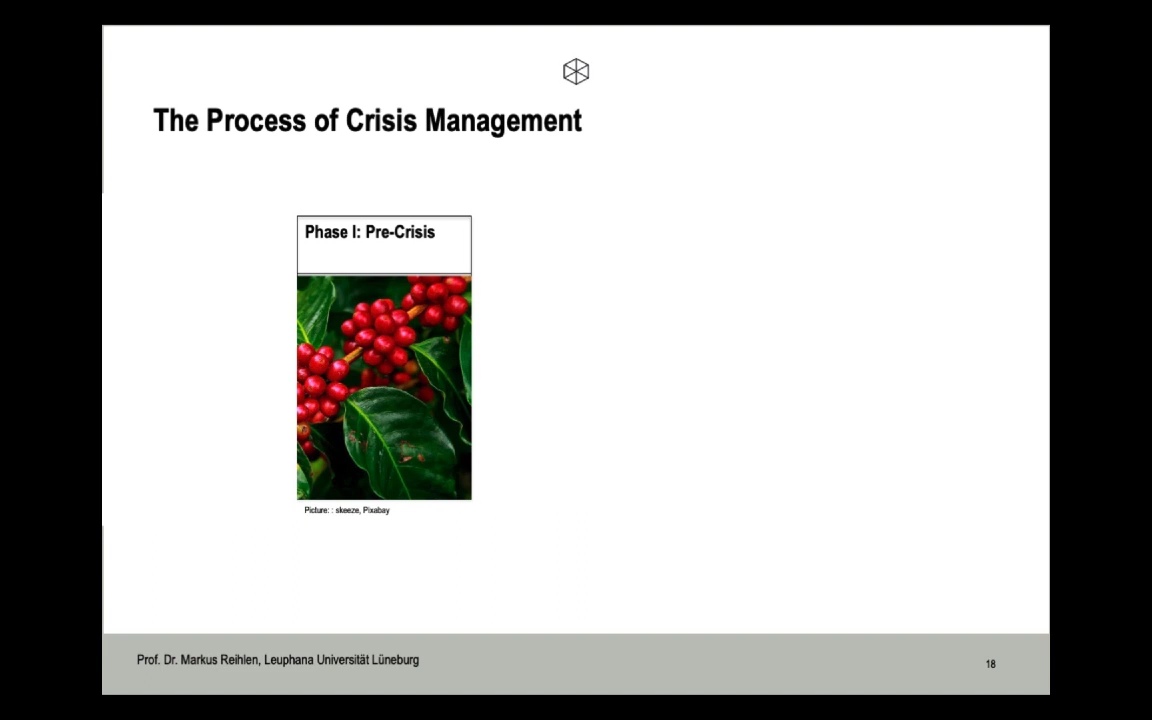 The Process of Crisis Management
Phase I: Pre-Crisis
Picture: : skeeze, Pixabay
Prof. Dr. Markus Reihlen, Leuphana Universität Lüneburg
18